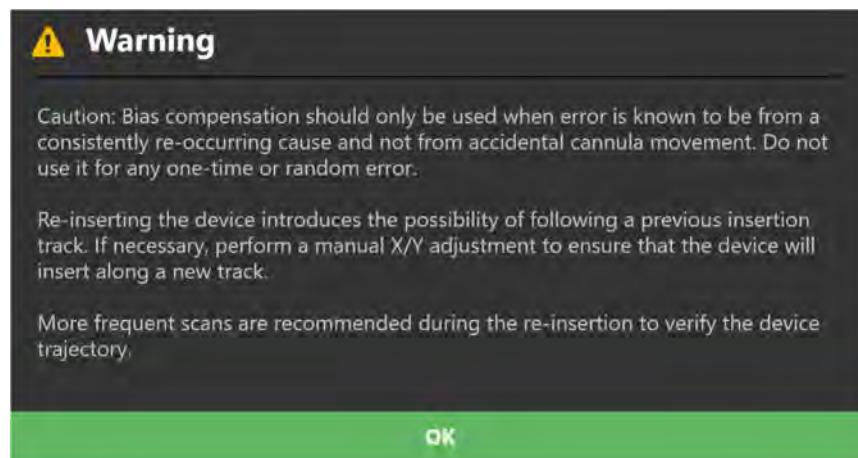 Warning
Caution: Bias compensation should only be used when error is known to be from a
consistently re-occurring cause and not from accidental cannula movement. Do not
use it for any one-time or random error.
Re-inserting the device introduces the possibility of following a previous insertion
track. If necessary, perform a manual X/Y adjustment to ensure that the device will
insert along a new track.
More frequent scans are recommended during the re-insertion to verify the device
trajectory.
OK